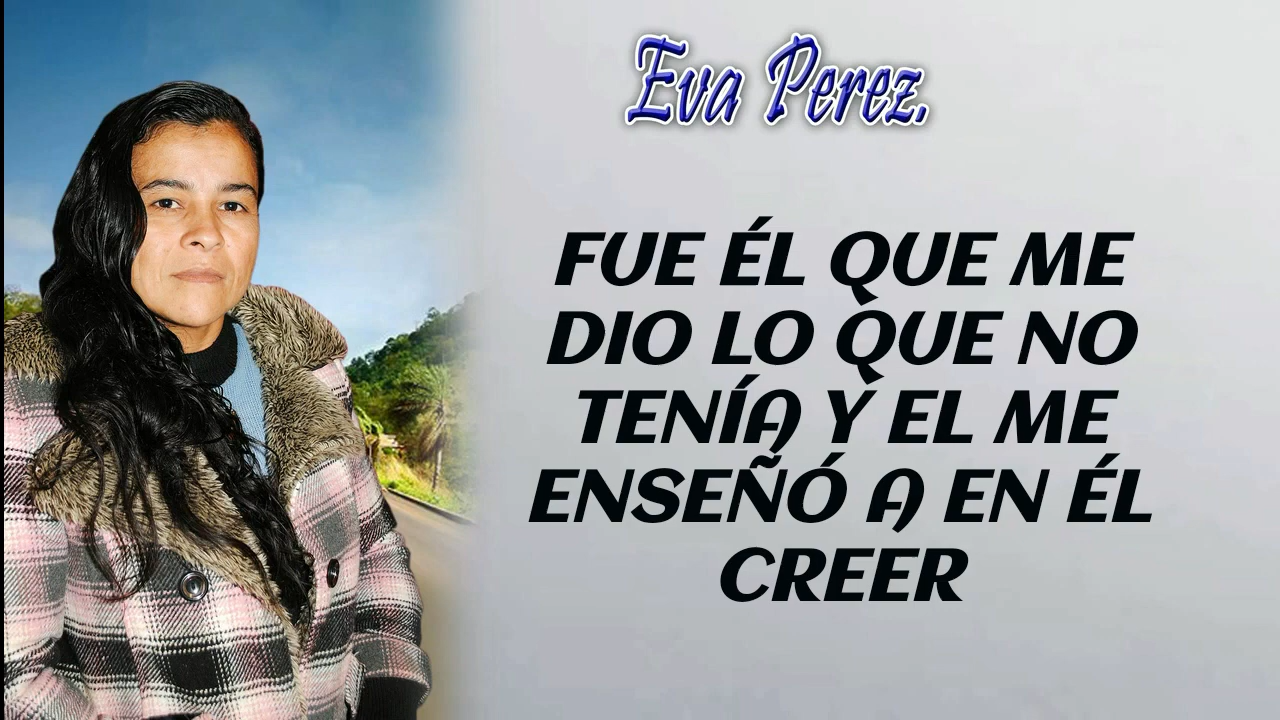 Eva Perez.
FUE ÉL QUE ME
DIO LO QUE NO
TENÍA Y EL ME
ENSEÑÓ A EN ÉL
CREER